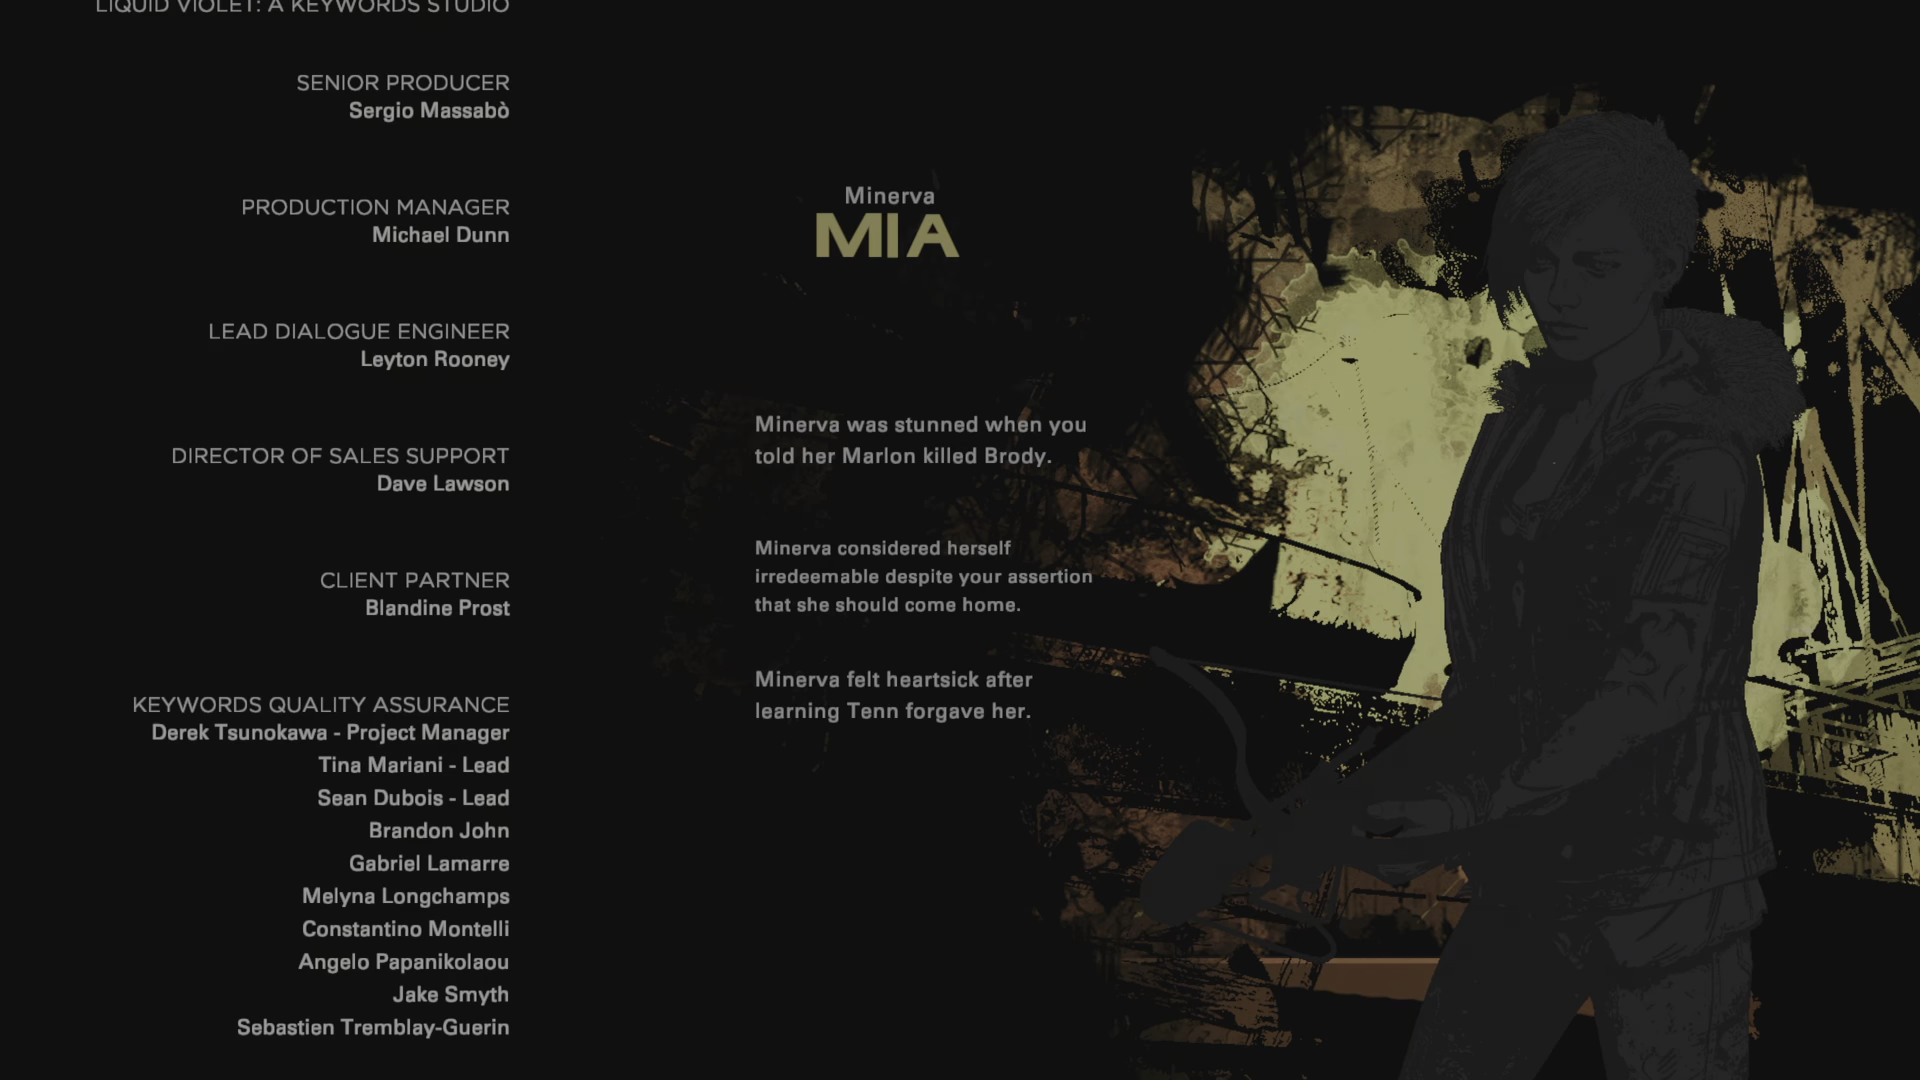 LIQUID VIOLET: A KEYWORDS STUDIO
SENIOR PRODUCER
Sergio Massabò
PRODUCTION MANAGER
Michael Dunn
LEAD DIALOGUE ENGINEER
Leyton Rooney
DIRECTOR OF SALES SUPPORT
Dave Lawson
CLIENT PARTNER
Blandine Prost
KEYWORDS QUALITY ASSURANCE
Derek Tsunokawa - Project Manager
Tina Mariani - Lead
Sean Dubois - Lead
Brandon John
Gabriel Lamarre
Melyna Longchamps
Constantino Montelli
Angelo Papanikolaou
Jake Smyth
Sebastien Tremblay-Guerin
Minerva
MIA
Minerva was stunned when you
told her Marlon killed Brody.
Minerva considered herself
irredeemable despite your assertion
that she should come home.
Minerva felt heartsick after
learning Tenn forgave her.